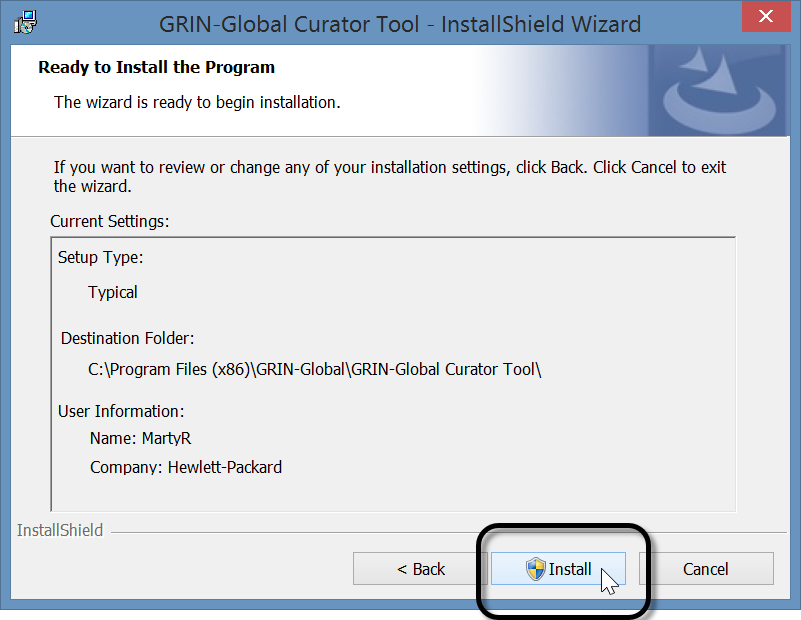 GRIN-Global Curator Tool - InstallShield Wizard
Ready to Install the Program
The wizard is ready to begin installation.
If you want to review or change any of your installation settings, click Back. Click Cancel to exit
the wizard.
Current Settings:
Setup Type:
Typical
Destination Folder:
C:\Program Files (x86)\GRIN-Global\GRIN-Global Curator Tool\
User Information:
Name: MartyR
Company: Hewlett-Packard
InstallShield
< Back
Install
Cancel